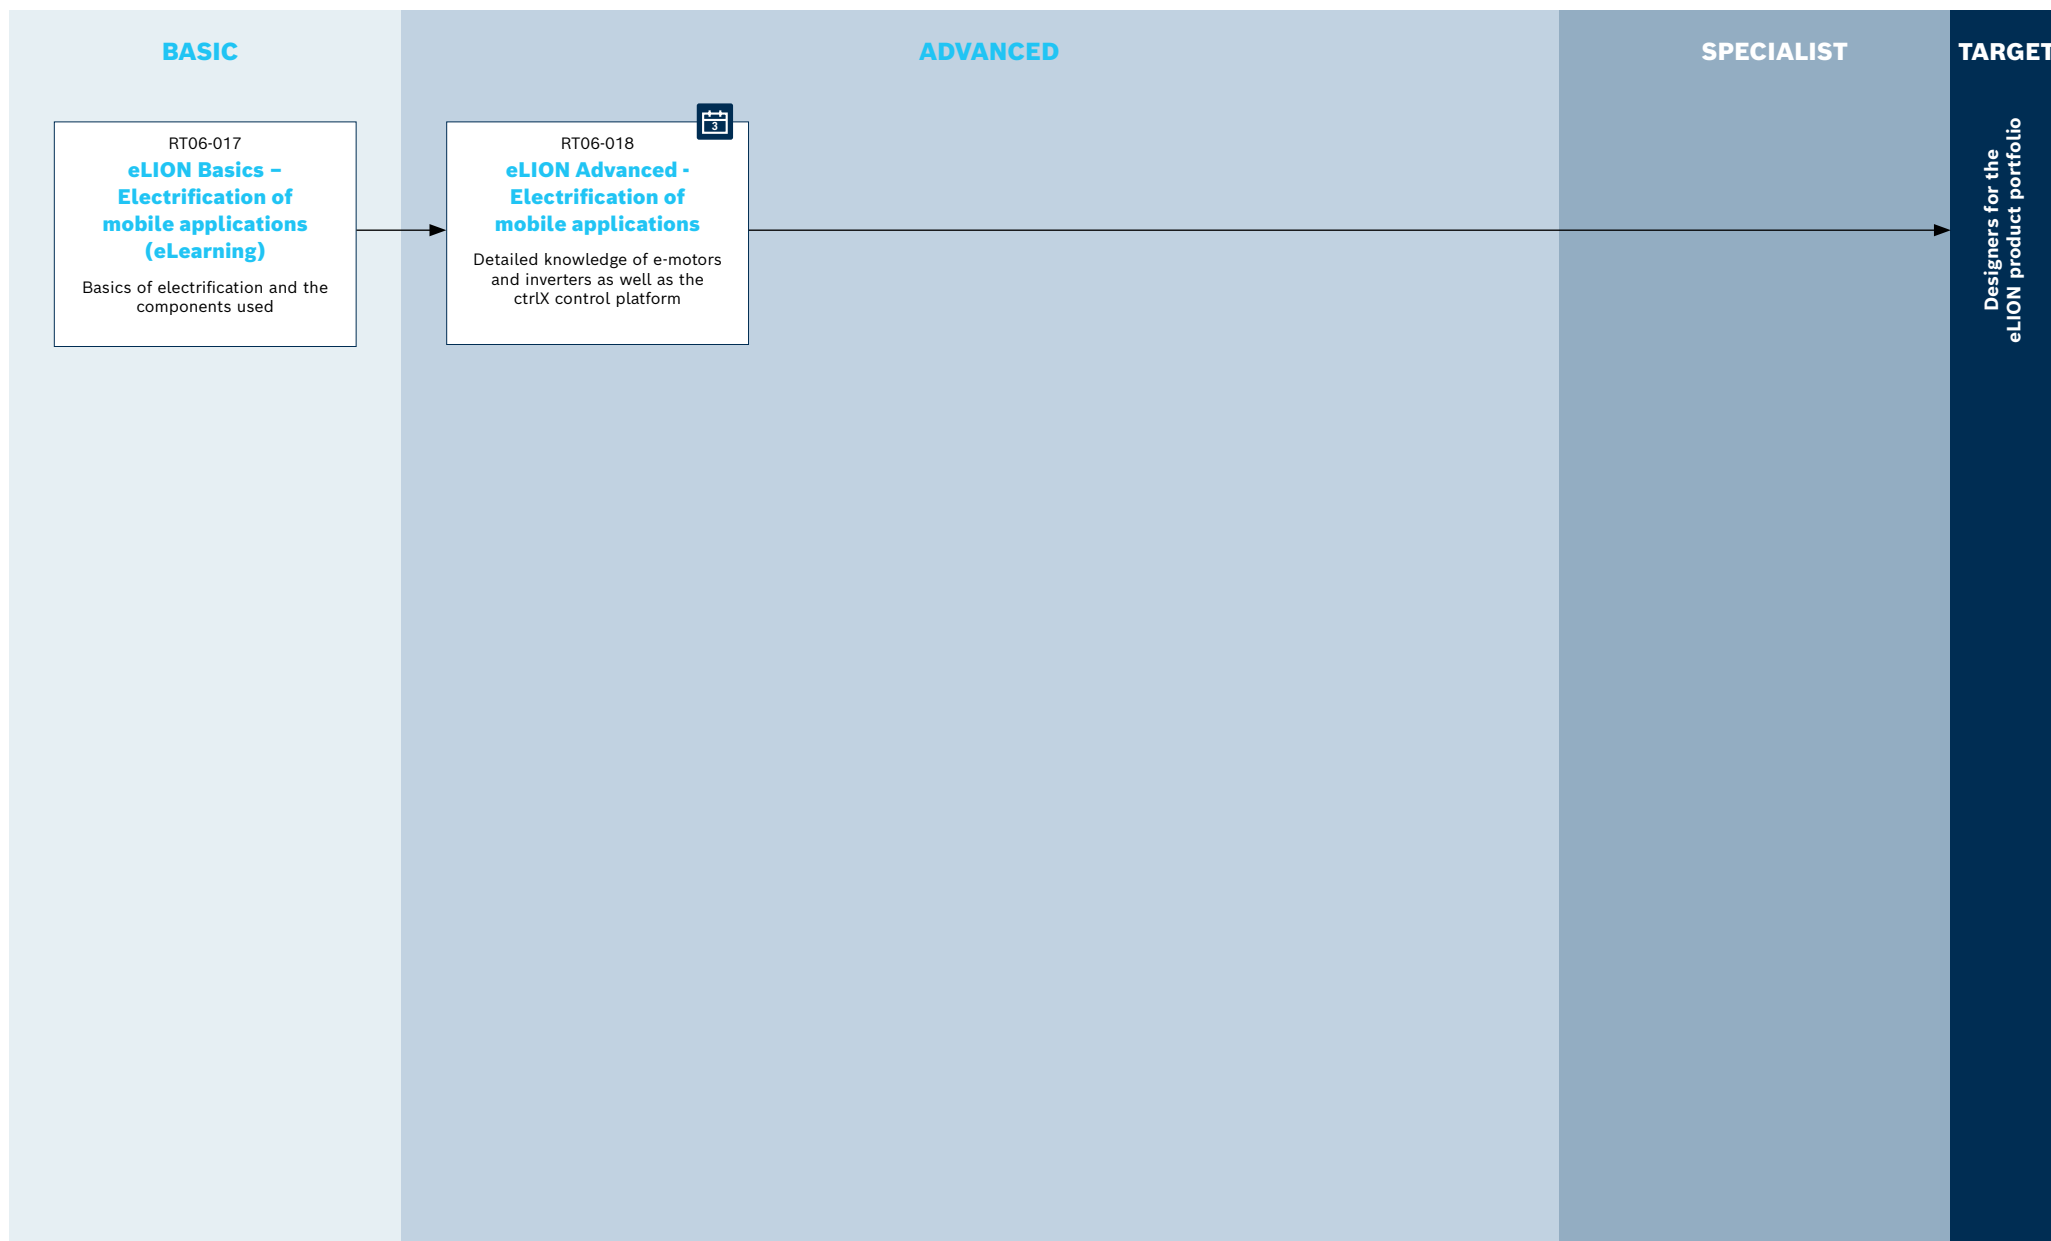 BASIC
ADVANCED
SPECIALIST
TARGET
RT06-017
eLION Basics –
Electrification of
mobile applications
(eLearning)
Basics of electrification and the
components used
3
RT06-018
eLION Advanced -
Electrification of
mobile applications
Detailed knowledge of e-motors
and inverters as well as the
ctrlX control platform
Designers for the
eLION product portfolio